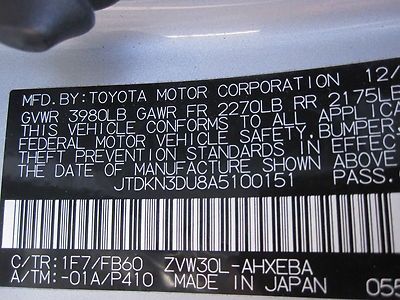 MFD. BY: TOYOTA MOTOR CORPORATION 12/
GVWR 3980LB GAWR FR 2270LB RR 2175LB
THIS VEHICLE CONFORMS TO ALL APPLICA
FEDERAL MOTOR VEHICLE SAFETY, BUMPER,
THEFT PREVENTION STANDARDS IN EFFECT
THE DATE OF MANUFACTURE SHOWN ABOVE
JTDKN3DU8A5100151 PASS.
C/TR: 1F7/FB60 ZVW30L-AHXEBA
A/TM: -01A/P410 MADE IN JAPAN 055